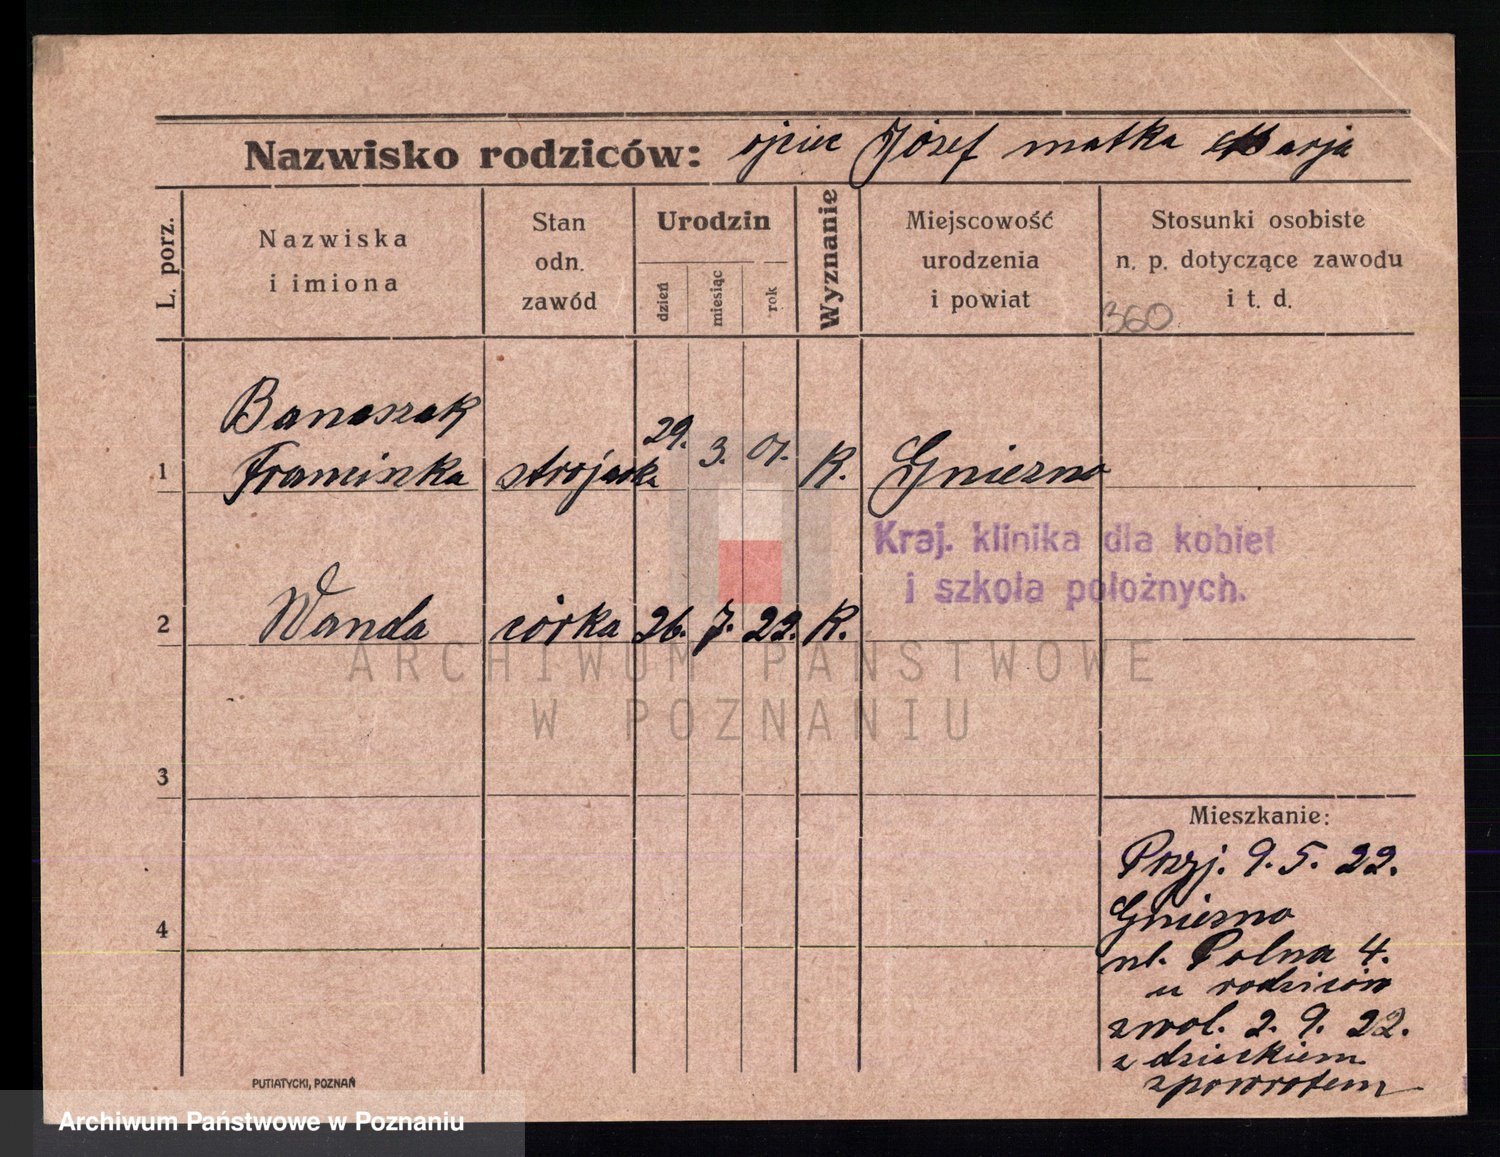 Nazwisko rodziców: ojciec Józef matka Marja
L. porz.
Nazwiska
i imiona
Stan
odn.
zawód
Urodzin
dzień
miesiąc
rok
Wyznanie
Miejscowość
urodzenia
i powiat
Stosunki osobiste
n. p. dotyczące zawodu
i t. d.
360
Banaszak
1 Franciszka strojarka 29. 3. 01. K. Gniezno
Kraj. klinika dla kobiet
i szkoła położnych.
2 Wanda córka 26. 7. 22. K.
ARCHIWUM PAŃSTWOWE
W POZNANIU
3
Mieszkanie:
Przyj. 9. 5. 22.
Gniezno
4
ul. Polna 4.
u rodziców
zwol. 2. 9. 22.
z dzieckiem
zpowrotem
PUTIATYCKI, POZNAŃ
Archiwum Państwowe w Poznaniu